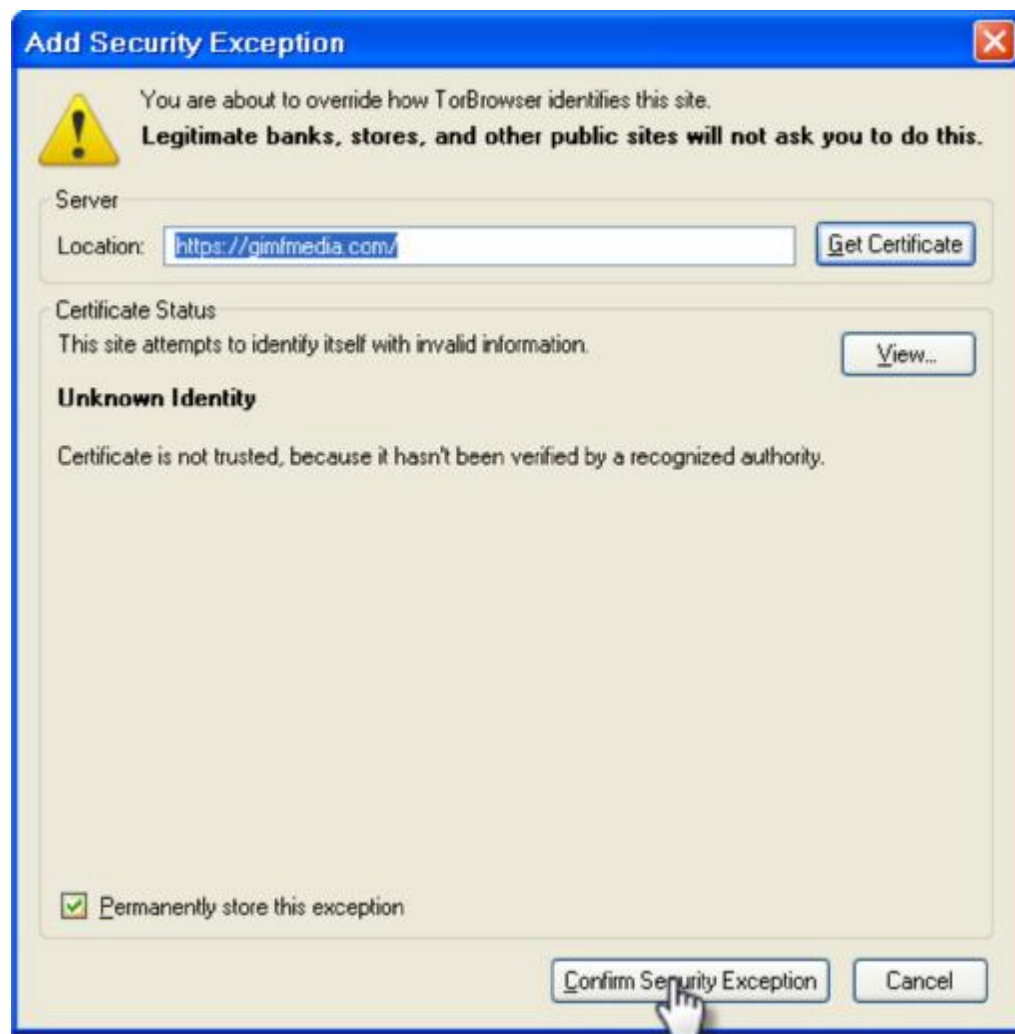 Add Security Exception
You are about to override how TorBrowser identifies this site.
Legitimate banks, stores, and other public sites will not ask you to do this.
Server
Location: https://gimfmedia.com/ Get Certificate
Certificate Status
This site attempts to identify itself with invalid information.
View...
Unknown Identity
Certificate is not trusted, because it hasn't been verified by a recognized authority.
Permanently store this exception
Confirm Security Exception Cancel